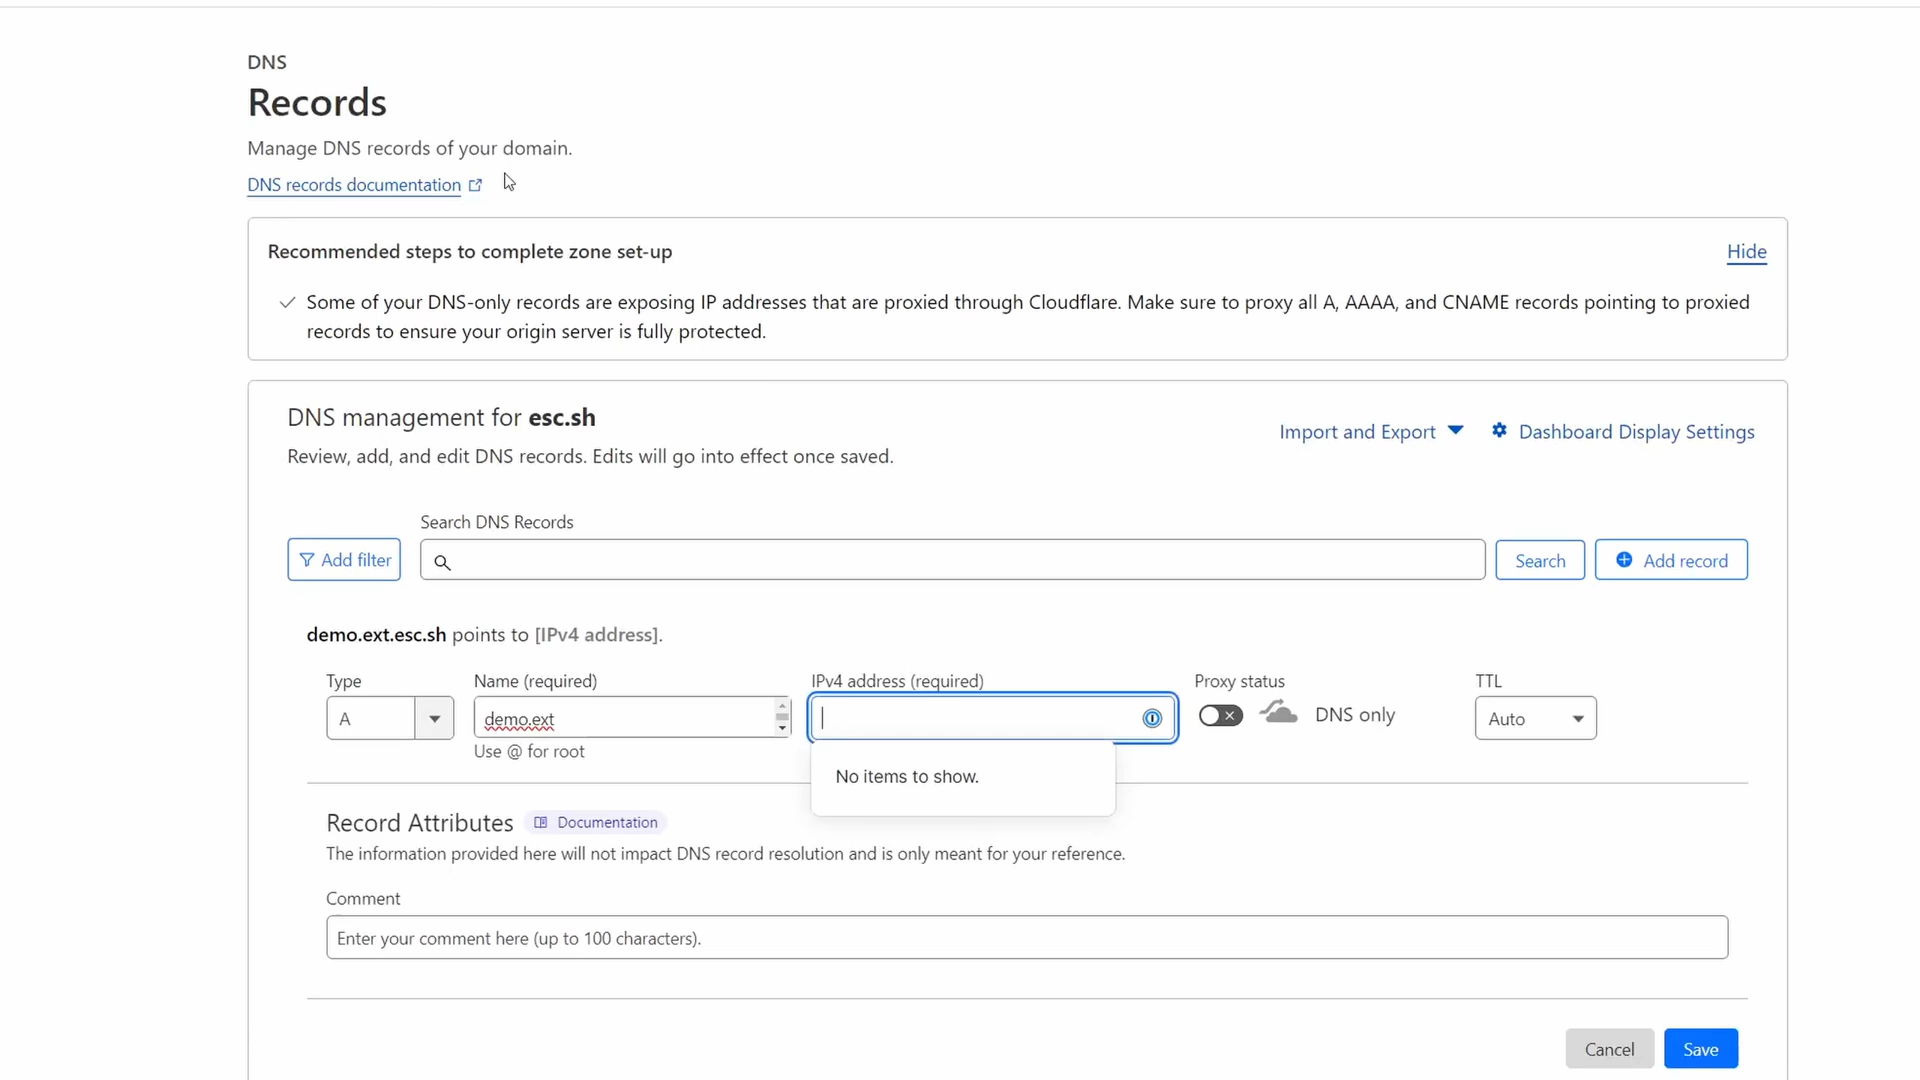 DNS
Records
Manage DNS records of your domain.
DNS records documentation
Recommended steps to complete zone set-up
Hide
Some of your DNS-only records are exposing IP addresses that are proxied through Cloudflare. Make sure to proxy all A, AAAA, and CNAME records pointing to proxied
records to ensure your origin server is fully protected.
DNS management for esc.sh
Import and Export
Dashboard Display Settings
Review, add, and edit DNS records. Edits will go into effect once saved.
Search DNS Records
Add filter
Search
Add record
demo.ext.esc.sh points to [IPv4 address].
Type
Name (required)
IPv4 address (required)
Proxy status
TTL
A
demo.ext
DNS only
Auto
Use @ for root
No items to show.
Record Attributes
Documentation
The information provided here will not impact DNS record resolution and is only meant for your reference.
Comment
Enter your comment here (up to 100 characters).
Cancel
Save